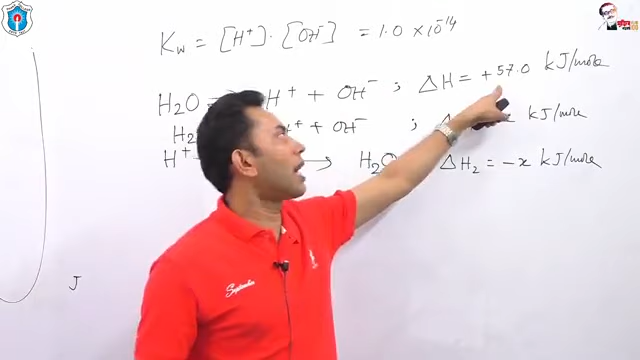 Kw = [H⁺]·[OH⁻] = 1.0 × 10⁻¹⁴
H₂O ⇌ H⁺ + OH⁻ ; ΔH = +57.0 kJ/mole
H₂ + OH⁻ ; kJ/mole
H⁺ → H₂O ΔH₂ = −x kJ/mole
J
September